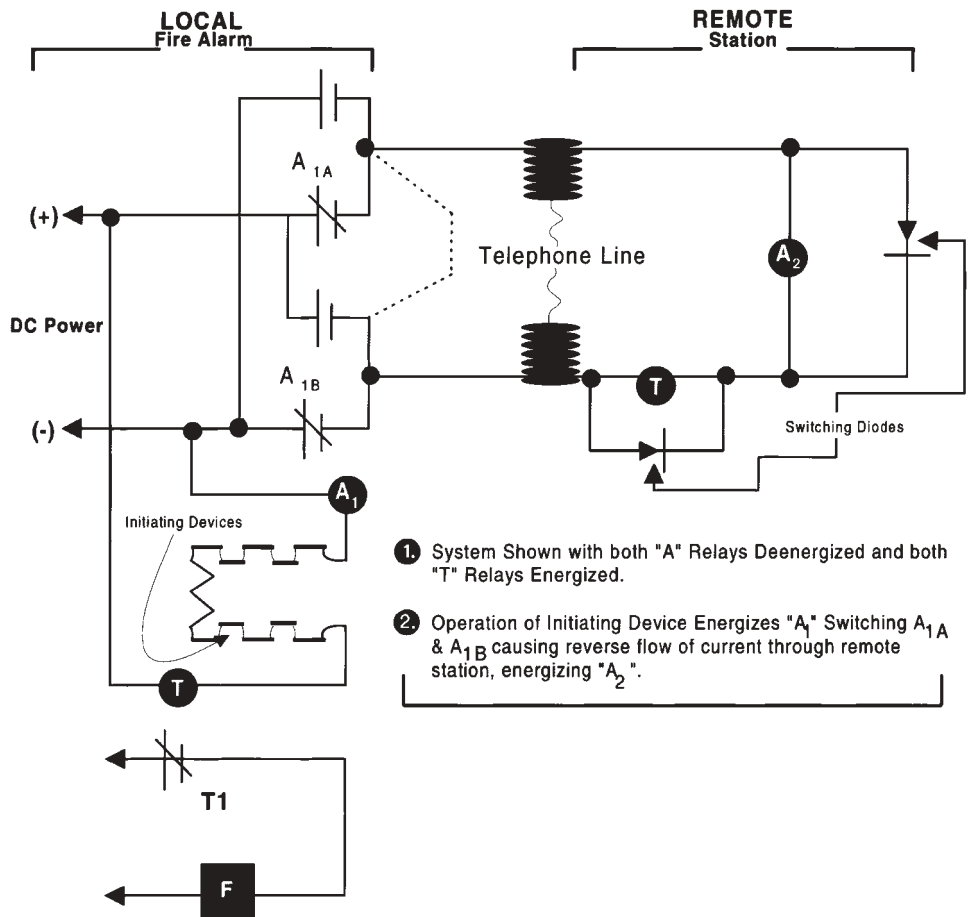 LOCAL
Fire Alarm
REMOTE
Station
A 1A
(+)
Telephone Line
A2
DC Power
A 1B
T
(-)
Switching Diodes
A1
Initiating Devices
1. System Shown with both "A" Relays Deenergized and both
"T" Relays Energized.
2. Operation of Initiating Device Energizes "A1" Switching A1A
& A1B causing reverse flow of current through remote
station, energizing "A2".
T
T1
F